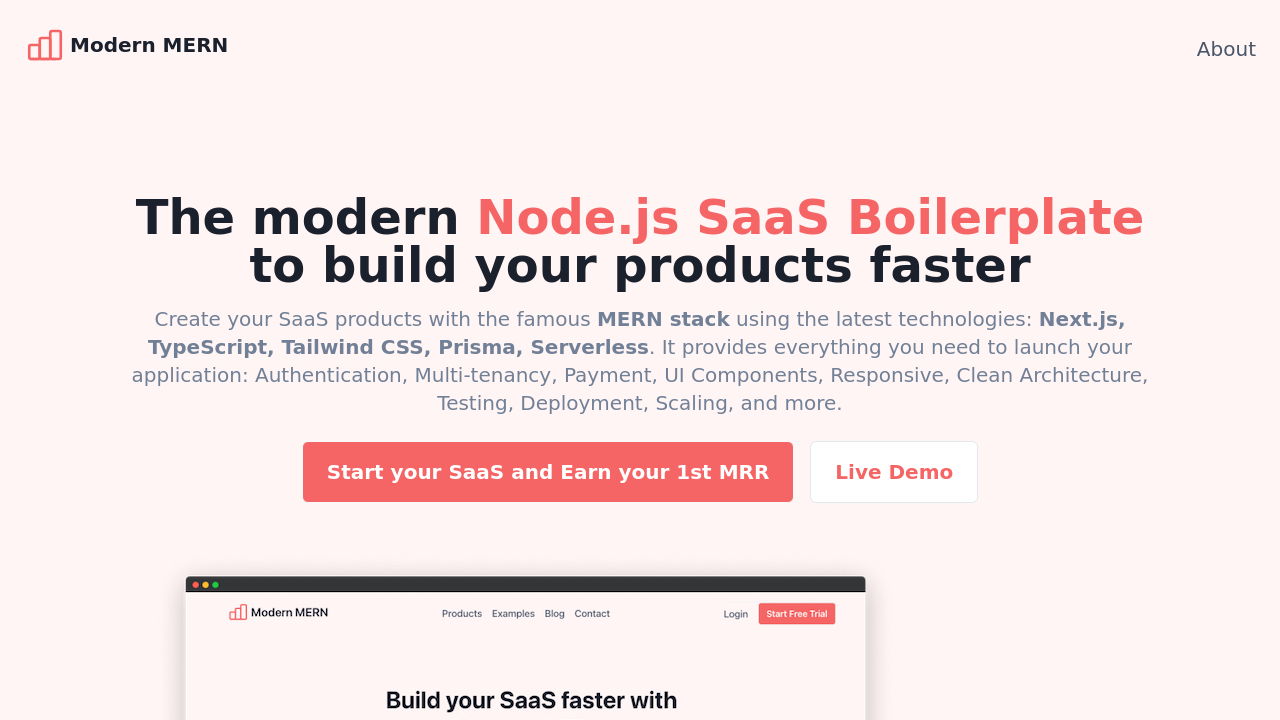 Modern MERN
About
The modern Node.js SaaS Boilerplate
to build your products faster
Create your SaaS products with the famous MERN stack using the latest technologies: Next.js,
TypeScript, Tailwind CSS, Prisma, Serverless. It provides everything you need to launch your
application: Authentication, Multi-tenancy, Payment, UI Components, Responsive, Clean Architecture,
Testing, Deployment, Scaling, and more.
Start your SaaS and Earn your 1st MRR
Live Demo
Modern MERN
Products Examples Blog Contact
Login
Start Free Trial
Build your SaaS faster with